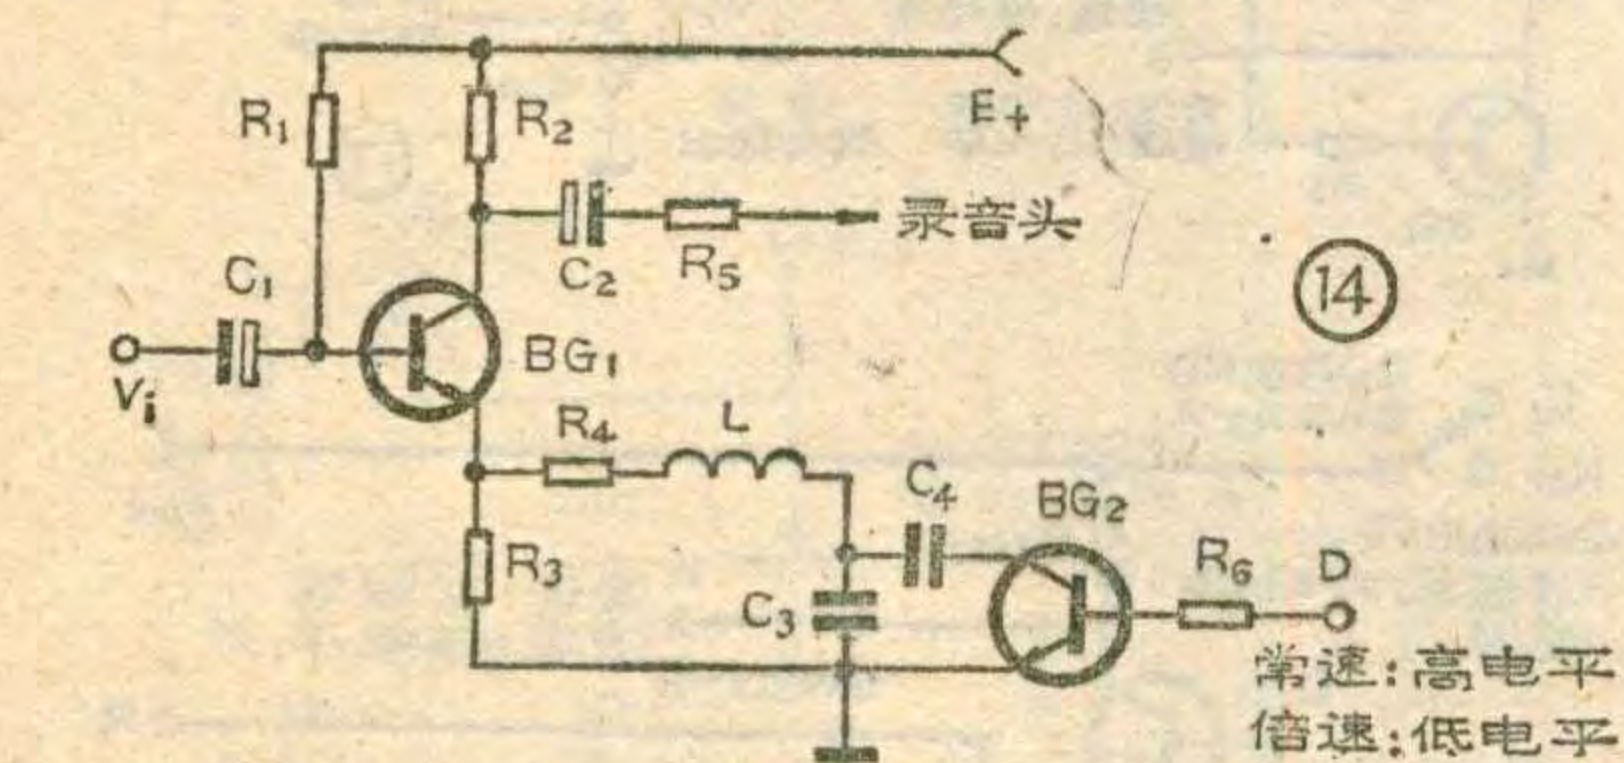 E+
R₁
R₂
录音头
C₂
R₅
C₁
⑭
BG₁
Vi
R₄
L
C₄
BG₂
R₃
C₃
R₆
D
常速:高电平
倍速:低电平